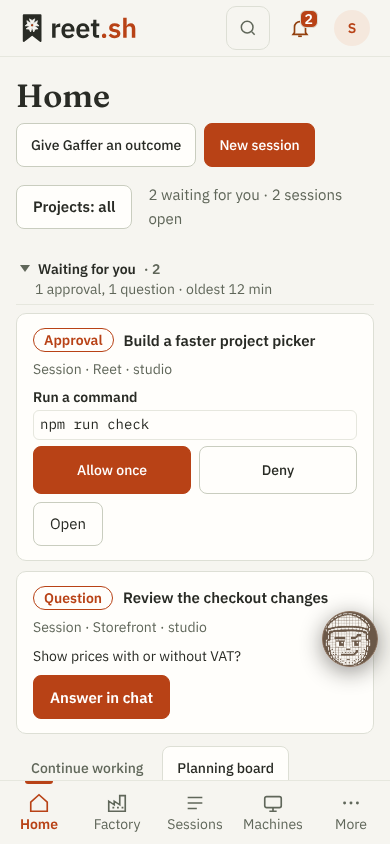 reet.sh
2
S
Home
Give Gaffer an outcome
New session
Projects: all
2 waiting for you · 2 sessions
open
Waiting for you · 2
1 approval, 1 question · oldest 12 min
Approval
Build a faster project picker
Session · Reet · studio
Run a command
npm run check
Allow once
Deny
Open
Question
Review the checkout changes
Session · Storefront · studio
Show prices with or without VAT?
Answer in chat
Continue working
Planning board
Home
Factory
Sessions
Machines
More